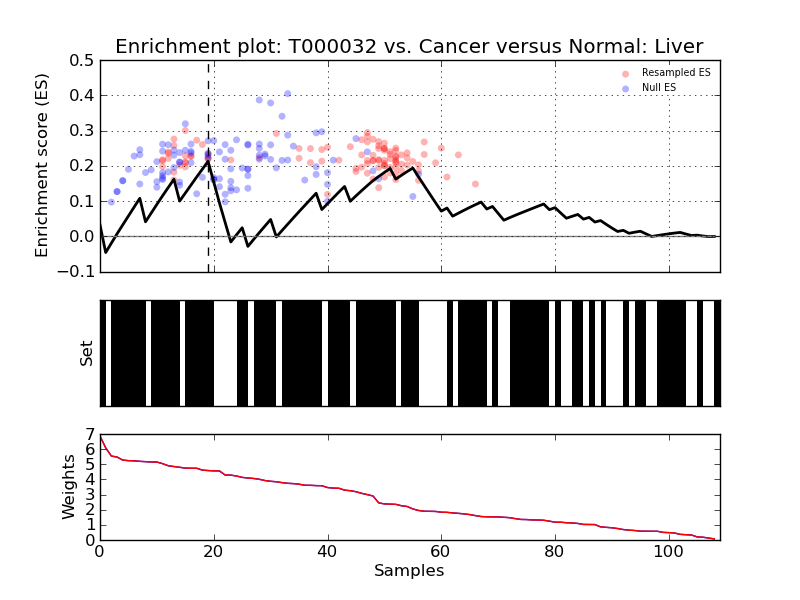 Enrichment plot: T000032 vs. Cancer versus Normal: Liver
Enrichment score (ES)
0.5
0.4
0.3
0.2
0.1
0.0
−0.1
Resampled ES
Null ES
Set
Weights
7
6
5
4
3
2
1
0
0 20 40 60 80 100
Samples